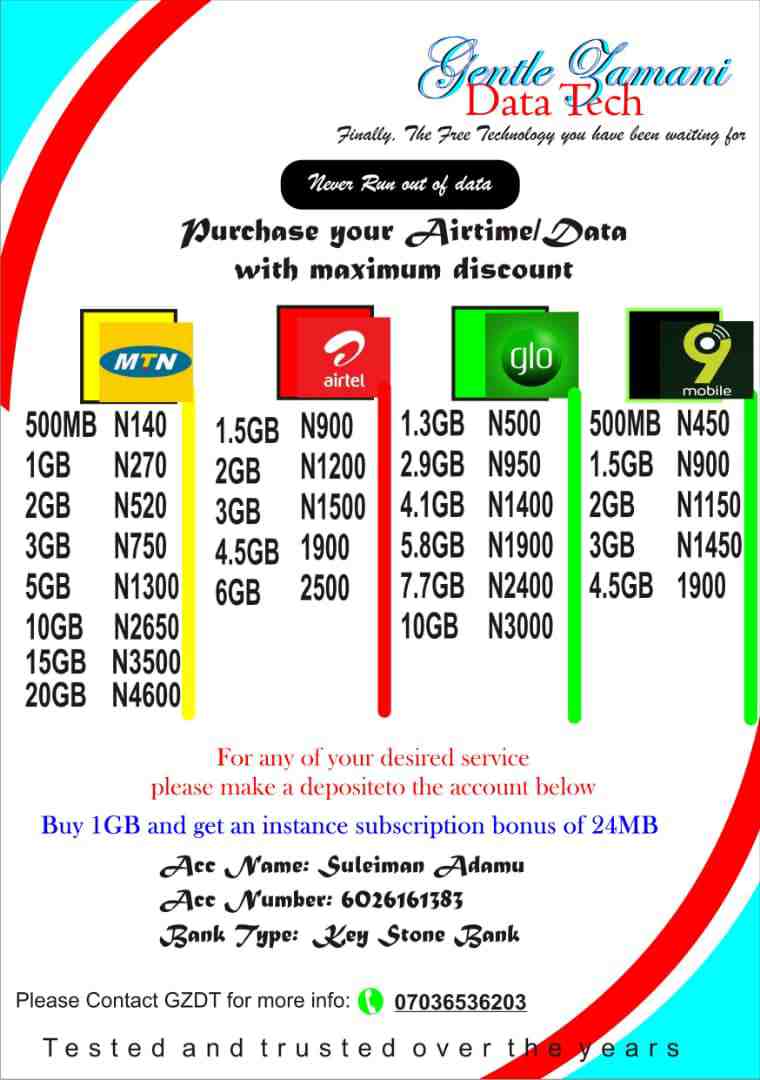 Gentle Zamani
Data Tech
Finally, The Free Technology you have been waiting for
Never Run out of data
Purchase your Airtime/Data
with maximum discount
MTN
500MB N140
1GB N270
2GB N520
3GB N750
5GB N1300
10GB N2650
15GB N3500
20GB N4600
airtel
1.5GB N900
2GB N1200
3GB N1500
4.5GB 1900
6GB 2500
glo
1.3GB N500
2.9GB N950
4.1GB N1400
5.8GB N1900
7.7GB N2400
10GB N3000
9
mobile
500MB N450
1.5GB N900
2GB N1150
3GB N1450
4.5GB 1900
For any of your desired service
please make a depositeto the account below
Buy 1GB and get an instance subscription bonus of 24MB
Acc Name: Suleiman Adamu
Acc Number: 6026161383
Bank Type: Key Stone Bank
Please Contact GZDT for more info: 07036536203
Tested and trusted over the years